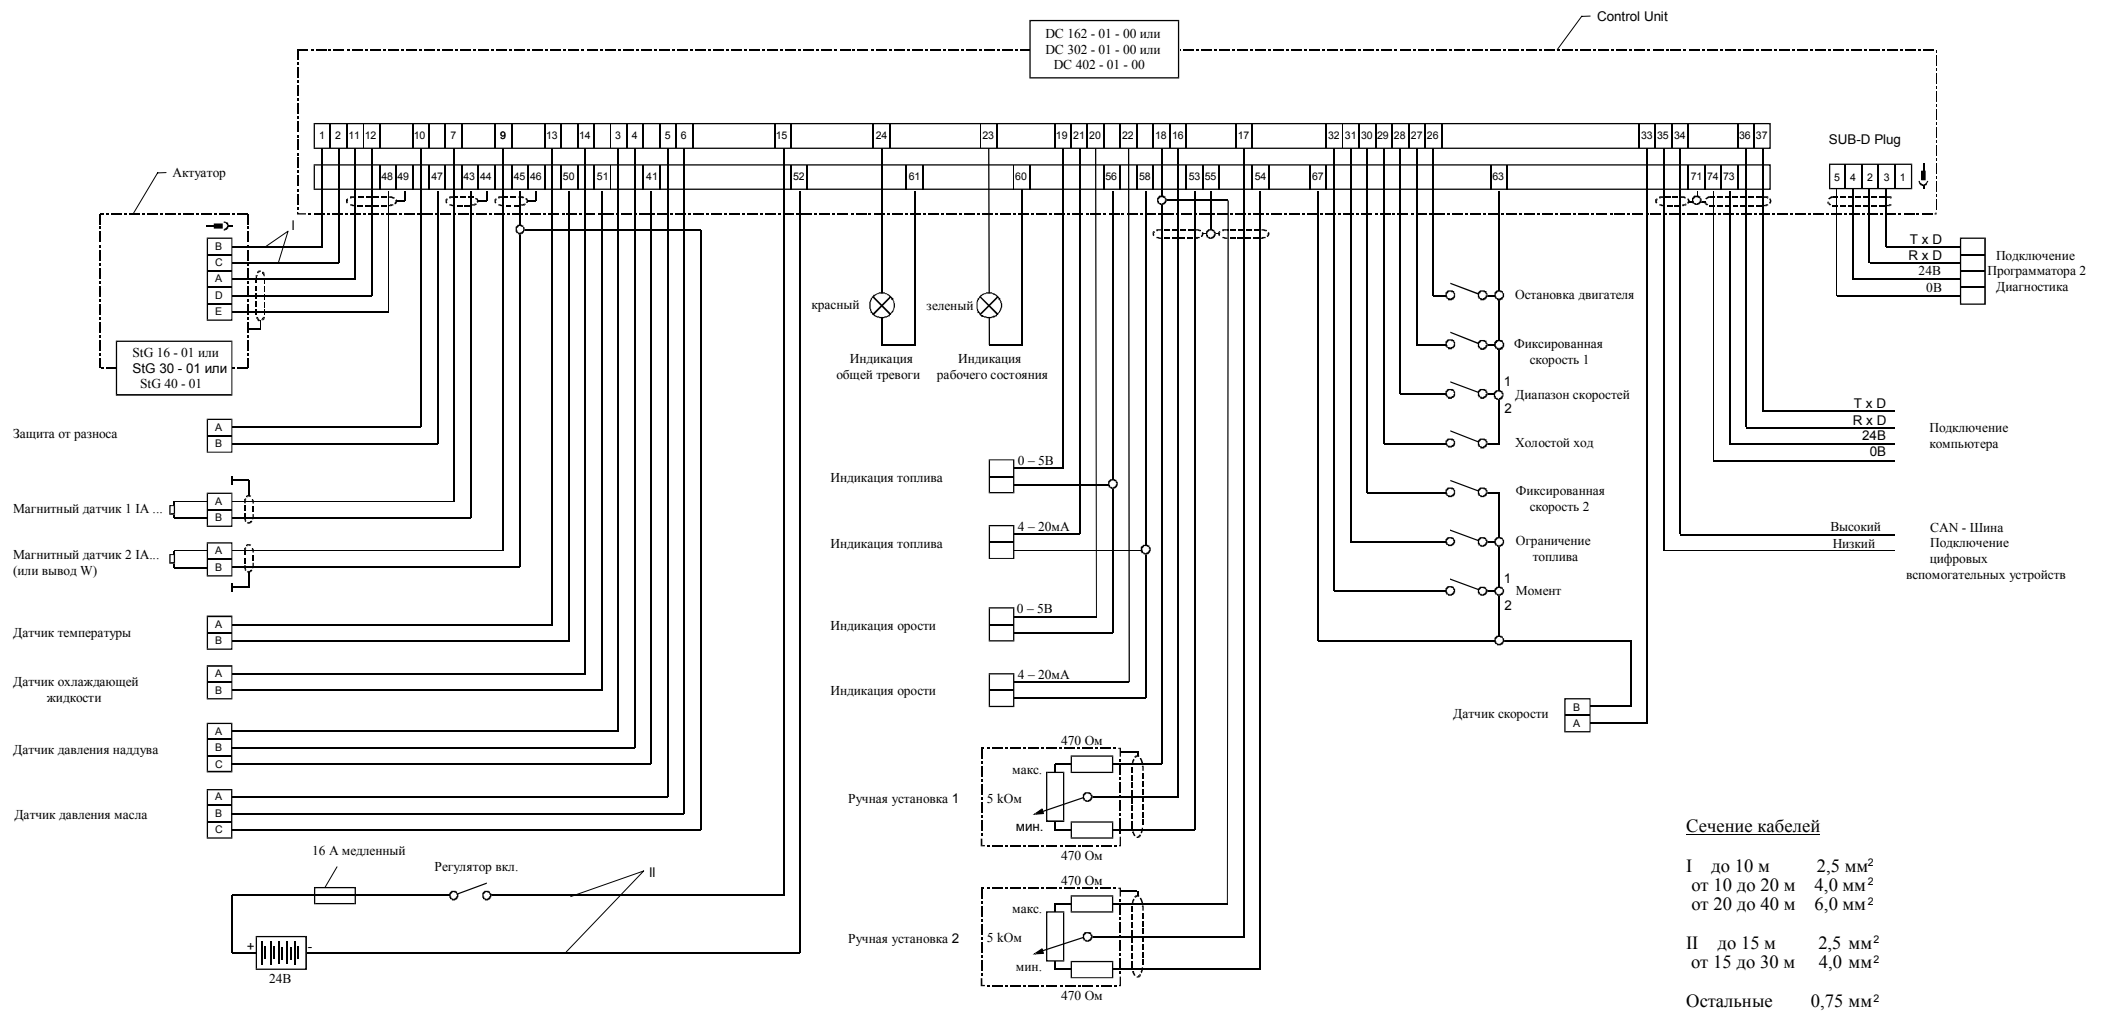 Control Unit
DC 162 - 01 - 00 или
DC 302 - 01 - 00 или
DC 402 - 01 - 00
1 2 11 12 10 7 9 13 14 3 4 5 6 15 24 23 19 21 20 22 18 16 17 32 31 30 29 28 27 26 33 35 34 36 37
48 49 47 43 44 45 46 50 51 41 52 61 60 56 58 53 55 54 67 63 71 74 73
SUB-D Plug
5 4 2 3 1
T x D
R x D
24В
0В
Подключение
Программатора 2
Диагностика
Актуатор
I
B
C
A
D
E
StG 16 - 01 или
StG 30 - 01 или
StG 40 - 01
Защита от разноса
A
B
Магнитный датчик 1 IA ...
A
B
Магнитный датчик 2 IA...
(или вывод W)
A
B
Датчик температуры
A
B
Датчик охлаждающей
жидкости
A
B
Датчик давления наддува
A
B
C
Датчик давления масла
A
B
C
16 А медленный
Регулятор вкл.
II
+
-
24В
красный
Индикация
общей тревоги
зеленый
Индикация
рабочего состояния
Индикация топлива
0 – 5В
Индикация топлива
4 – 20мА
Индикация орости
0 – 5В
Индикация орости
4 – 20мА
Ручная установка 1
470 Ом
макс.
5 kОм
мин.
470 Ом
Ручная установка 2
470 Ом
макс.
5 kОм
мин.
470 Ом
Остановка двигателя
Фиксированная
скорость 1
1
Диапазон скоростей
2
Холостой ход
Фиксированная
скорость 2
Ограничение
топлива
1
Момент
2
Датчик скорости
B
A
T x D
R x D
24В
0В
Подключение
компьютера
Высокий
Низкий
CAN - Шина
Подключение
цифровых
вспомогательных устройств
Сечение кабелей
I до 10 м 2,5 мм²
от 10 до 20 м 4,0 мм²
от 20 до 40 м 6,0 мм²
II до 15 м 2,5 мм²
от 15 до 30 м 4,0 мм²
Остальные 0,75 мм²